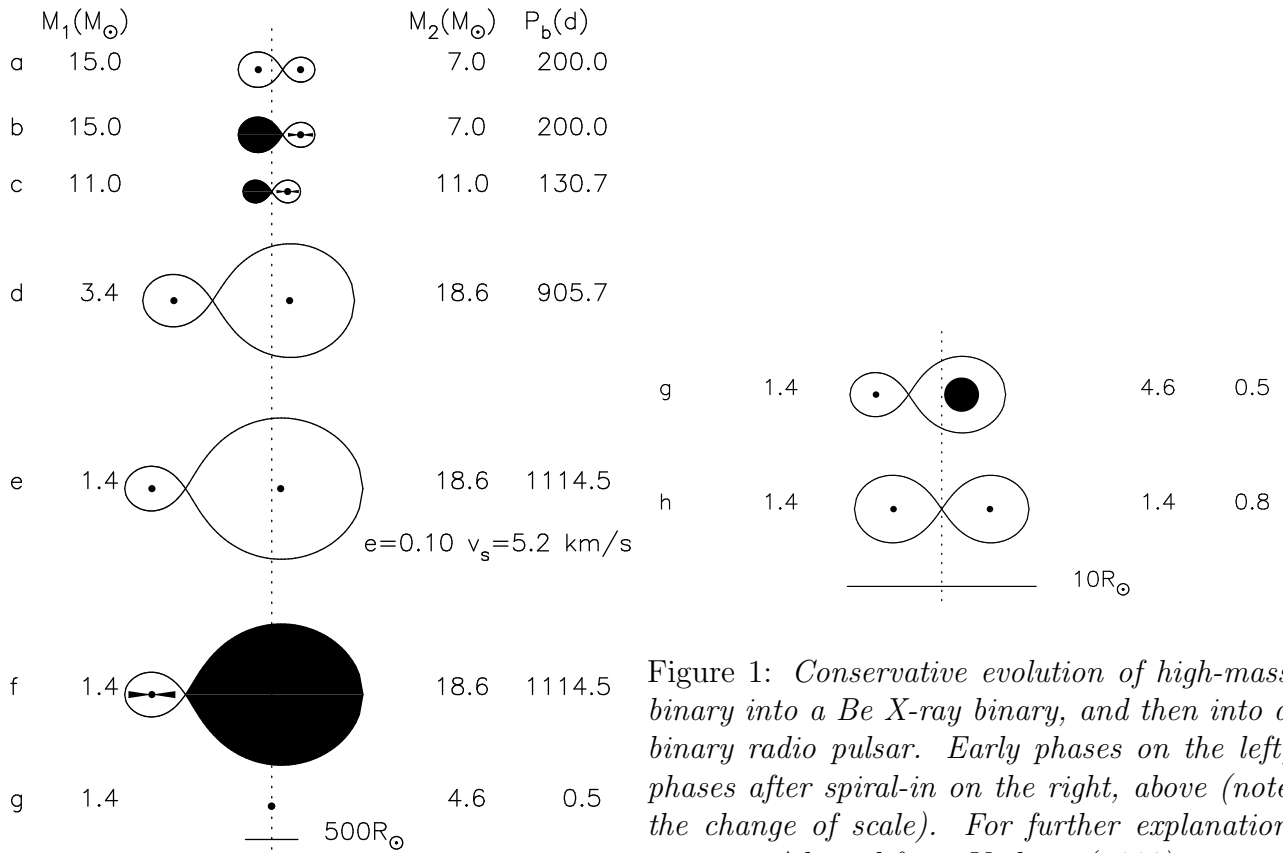 M₁(M⊙) M₂(M⊙) P_b(d)
a 15.0 7.0 200.0
b 15.0 7.0 200.0
c 11.0 11.0 130.7
d 3.4 18.6 905.7
e 1.4 18.6 1114.5
e=0.10 v_s=5.2 km/s
f 1.4 18.6 1114.5
g 1.4 4.6 0.5
500R⊙
g 1.4 4.6 0.5
h 1.4 1.4 0.8
10R⊙
Figure 1: Conservative evolution of high-mass
binary into a Be X-ray binary, and then into a
binary radio pulsar. Early phases on the left,
phases after spiral-in on the right, above (note
the change of scale). For further explanation